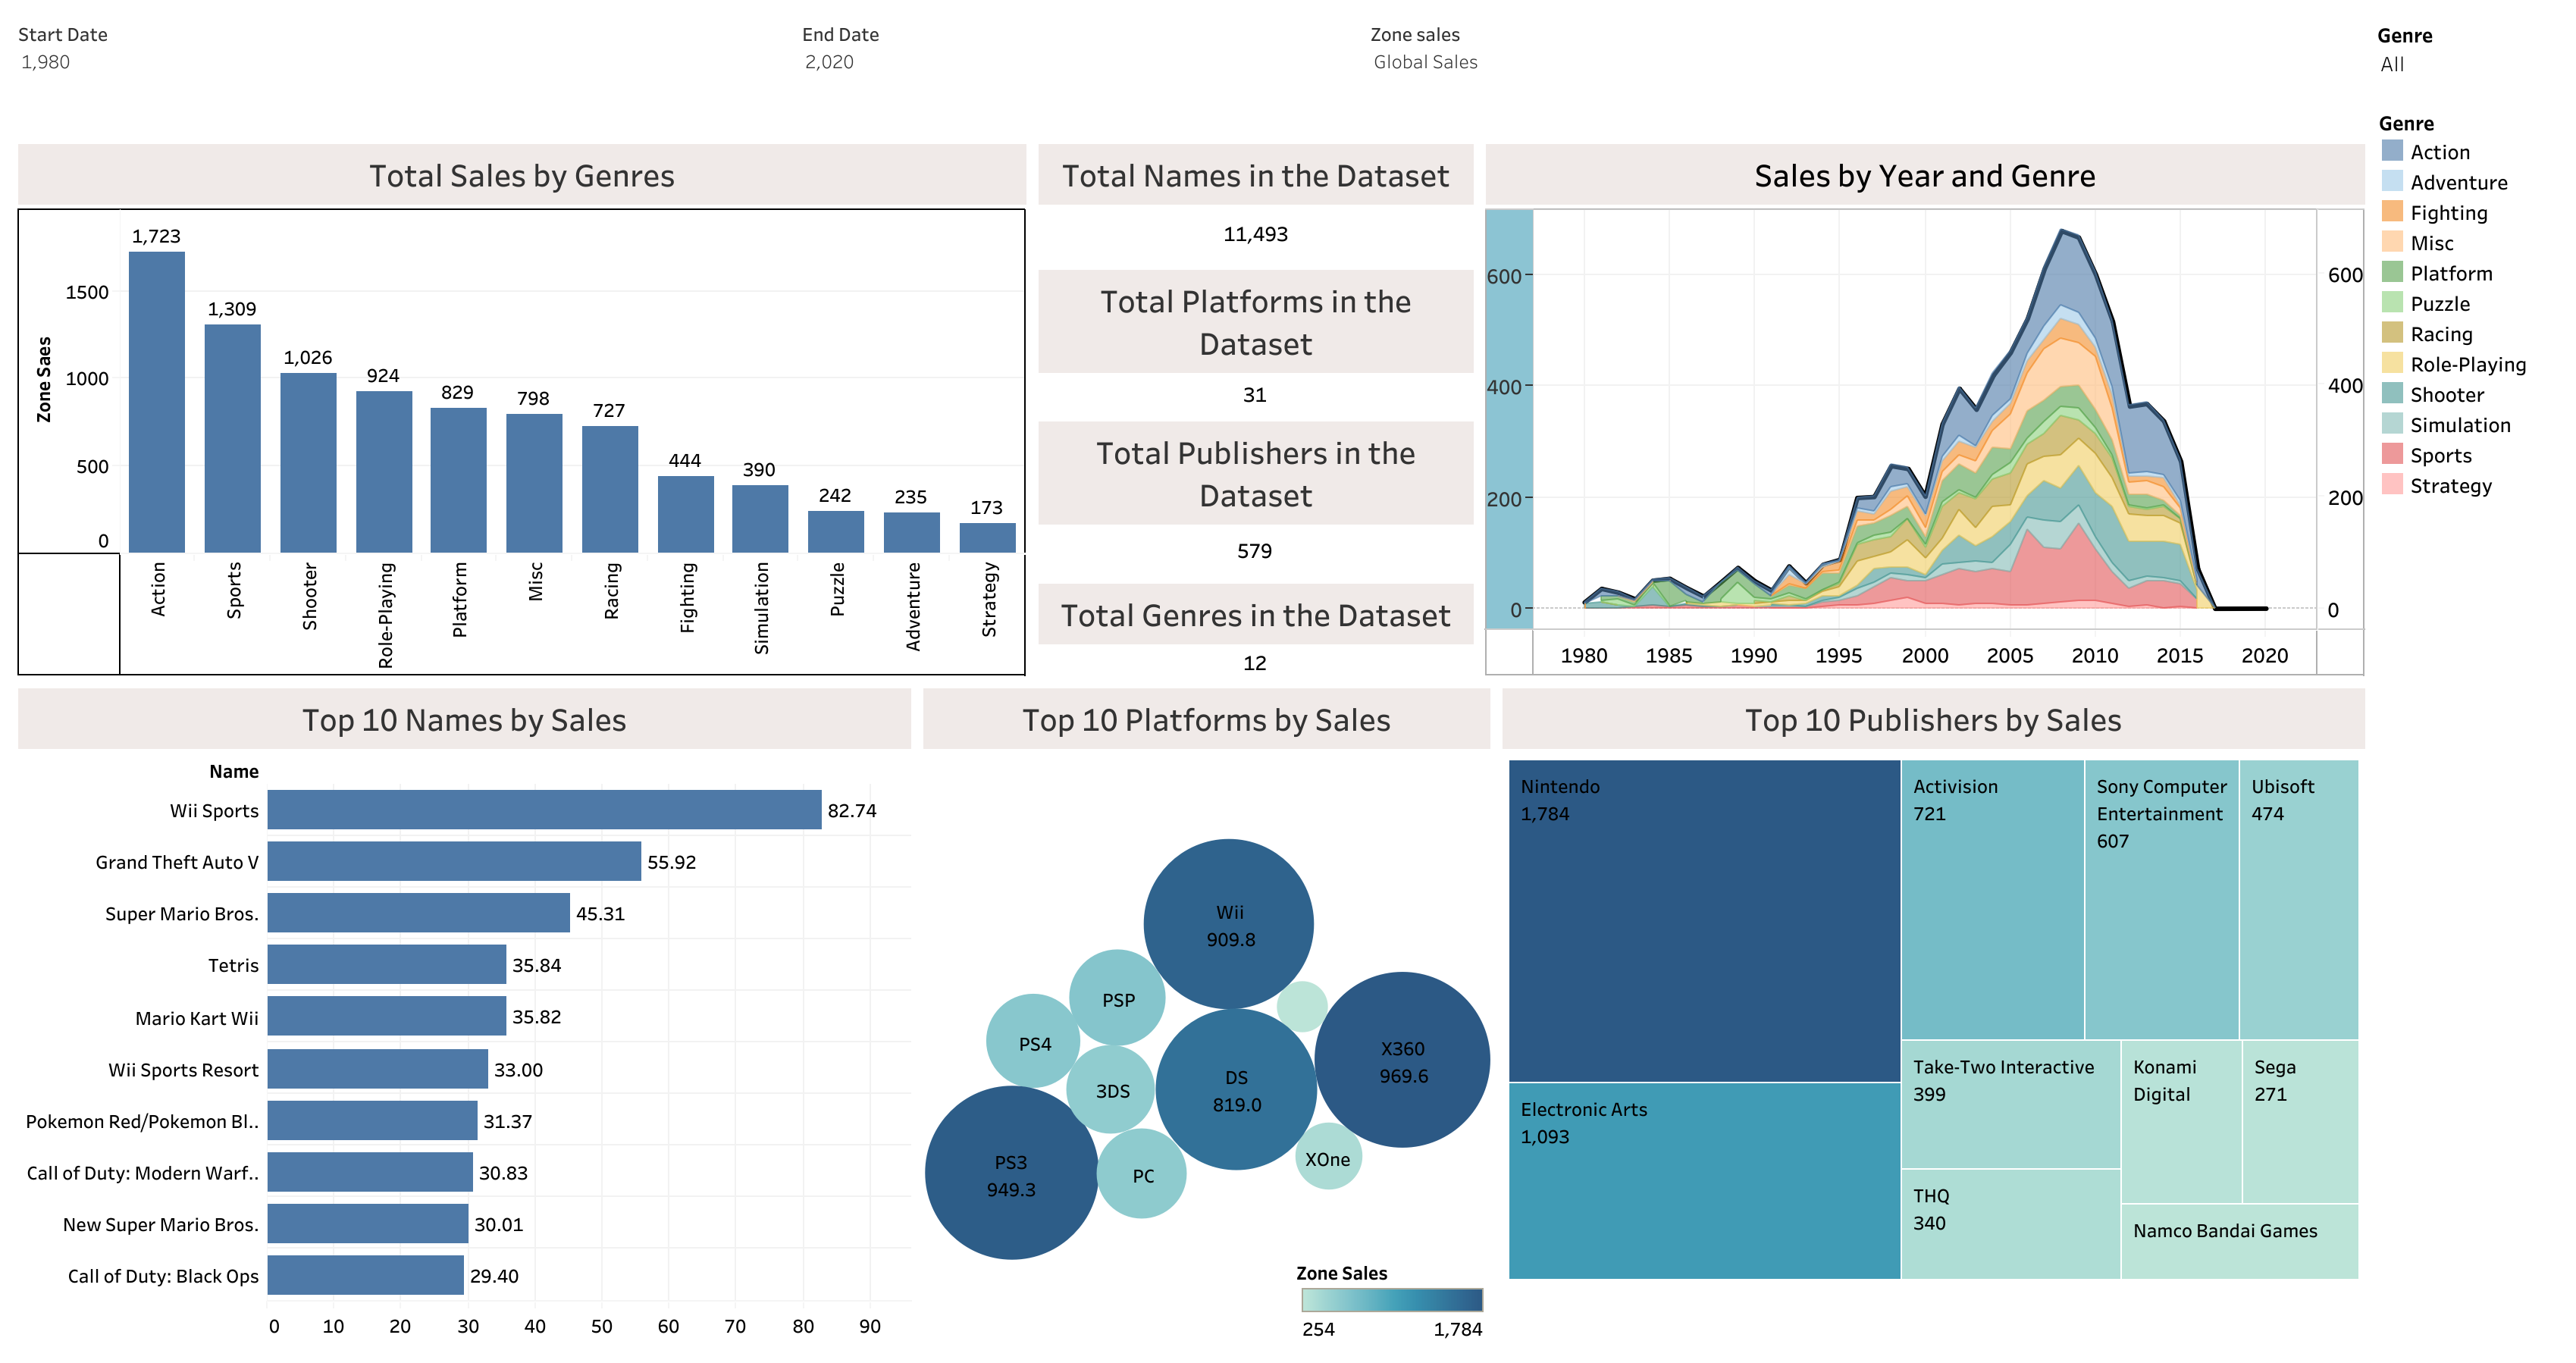 Start Date
1,980
End Date
2,020
Zone sales
Global Sales
Genre
All
Genre
Action
Adventure
Fighting
Misc
Platform
Puzzle
Racing
Role-Playing
Shooter
Simulation
Sports
Strategy
Total Sales by Genres
Zone Saes
1500
1000
500
0
1,723
1,309
1,026
924
829
798
727
444
390
242
235
173
Action
Sports
Shooter
Role-Playing
Platform
Misc
Racing
Fighting
Simulation
Puzzle
Adventure
Strategy
Total Names in the Dataset
11,493
Total Platforms in the
Dataset
31
Total Publishers in the
Dataset
579
Total Genres in the Dataset
12
Sales by Year and Genre
600
400
200
0
600
400
200
0
1980 1985 1990 1995 2000 2005 2010 2015 2020
Top 10 Names by Sales
Name
Wii Sports 82.74
Grand Theft Auto V 55.92
Super Mario Bros. 45.31
Tetris 35.84
Mario Kart Wii 35.82
Wii Sports Resort 33.00
Pokemon Red/Pokemon Bl.. 31.37
Call of Duty: Modern Warf.. 30.83
New Super Mario Bros. 30.01
Call of Duty: Black Ops 29.40
0 10 20 30 40 50 60 70 80 90
Top 10 Platforms by Sales
Wii
909.8
PSP
PS4
3DS
DS
819.0
X360
969.6
PS3
949.3
PC
XOne
Zone Sales
254 1,784
Top 10 Publishers by Sales
Nintendo
1,784
Electronic Arts
1,093
Activision
721
Sony Computer
Entertainment
607
Ubisoft
474
Take-Two Interactive
399
THQ
340
Konami
Digital
Sega
271
Namco Bandai Games